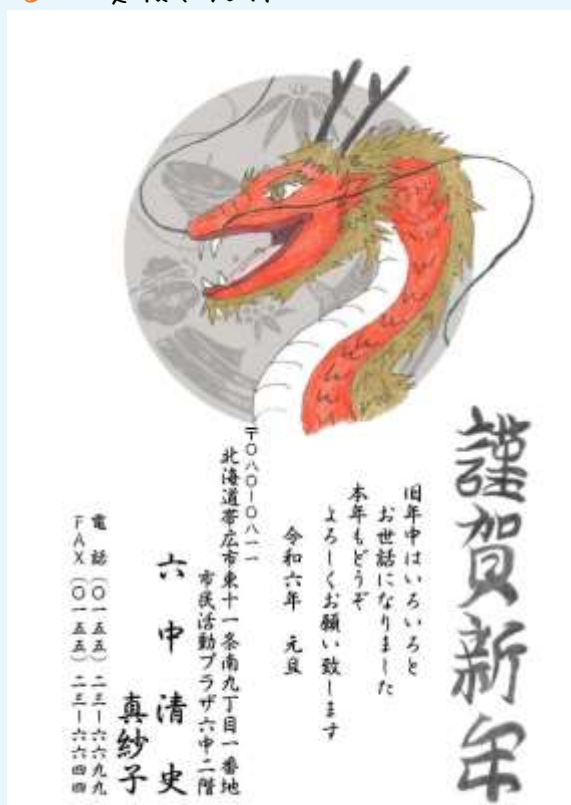 謹賀新年
旧年中はいろいろと
お世話になりました
本年もどうぞ
よろしくお願い致します
令和六年 元旦
〒〇八〇ー〇八一一
北海道帯広市東十一条南九丁目一番地
市民活動プラザ六中二階
六中 清史
真紗子
電話(〇一五五)二三ー六六九九
FAX(〇一五五)二三ー六六四四